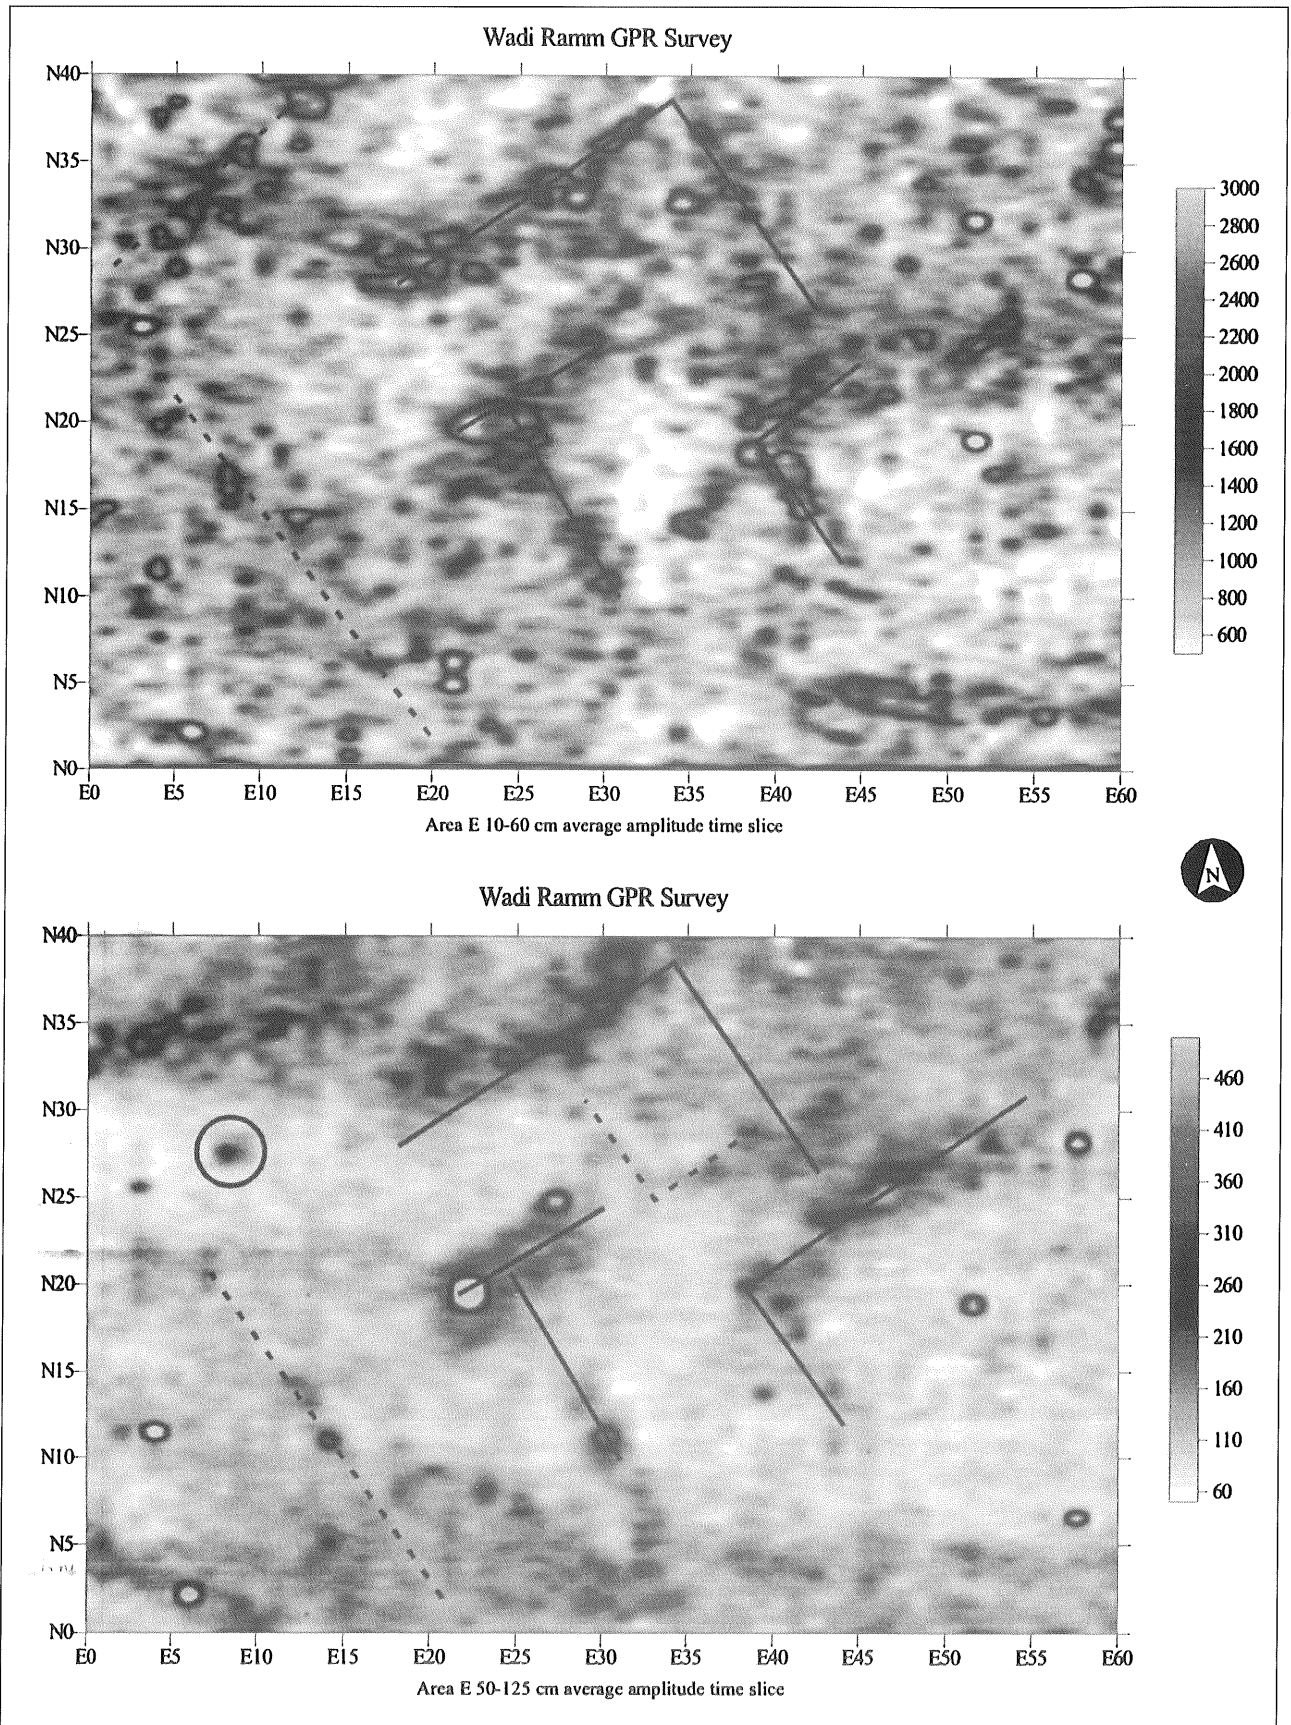 Wadi Ramm GPR Survey
N40
N35
N30
N25
N20
N15
N10
N5
N0
E0 E5 E10 E15 E20 E25 E30 E35 E40 E45 E50 E55 E60
Area E 10-60 cm average amplitude time slice
3000
2800
2600
2400
2200
2000
1800
1600
1400
1200
1000
800
600
N
Wadi Ramm GPR Survey
N40
N35
N30
N25
N20
N15
N10
N5
N0
E0 E5 E10 E15 E20 E25 E30 E35 E40 E45 E50 E55 E60
Area E 50-125 cm average amplitude time slice
460
410
360
310
260
210
160
110
60